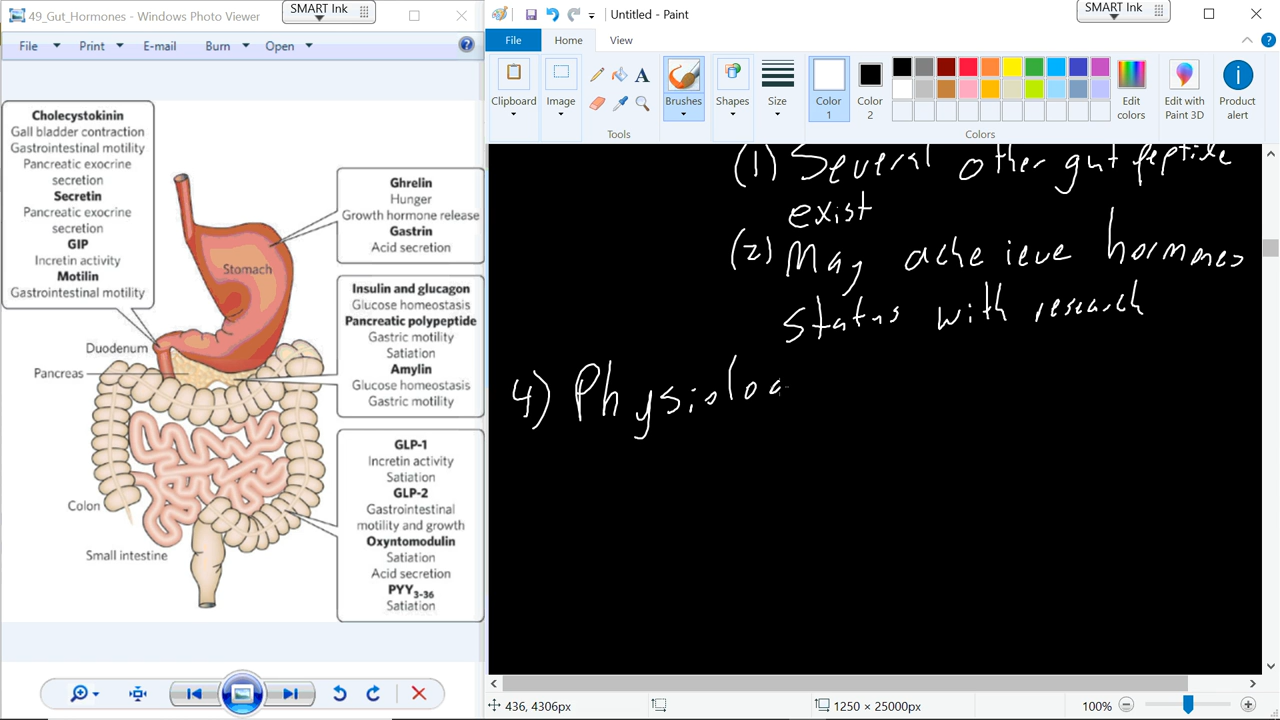 49_Gut_Hormones - Windows Photo Viewer
SMART Ink
File Print E-mail Burn Open
Cholecystokinin
Gall bladder contraction
Gastrointestinal motility
Pancreatic exocrine
secretion
Secretin
Pancreatic exocrine
secretion
GIP
Incretin activity
Motilin
Gastrointestinal motility
Ghrelin
Hunger
Growth hormone release
Gastrin
Acid secretion
Stomach
Insulin and glucagon
Glucose homeostasis
Pancreatic polypeptide
Gastric motility
Satiation
Amylin
Glucose homeostasis
Gastric motility
Duodenum
Pancreas
GLP-1
Incretin activity
Satiation
GLP-2
Gastrointestinal
motility and growth
Oxyntomodulin
Satiation
Acid secretion
PYY3-36
Satiation
Colon
Small intestine
Untitled - Paint
SMART Ink
File Home View
Clipboard
Image
Tools
Brushes
Shapes
Size
Color
1
Color
2
Edit
colors
Edit with
Paint 3D
Product
alert
Colors
(1) Several other gut peptide
exist
(2) May achieve hormones
status with research
4) Physiolog
436, 4306px
1250 × 25000px
100%